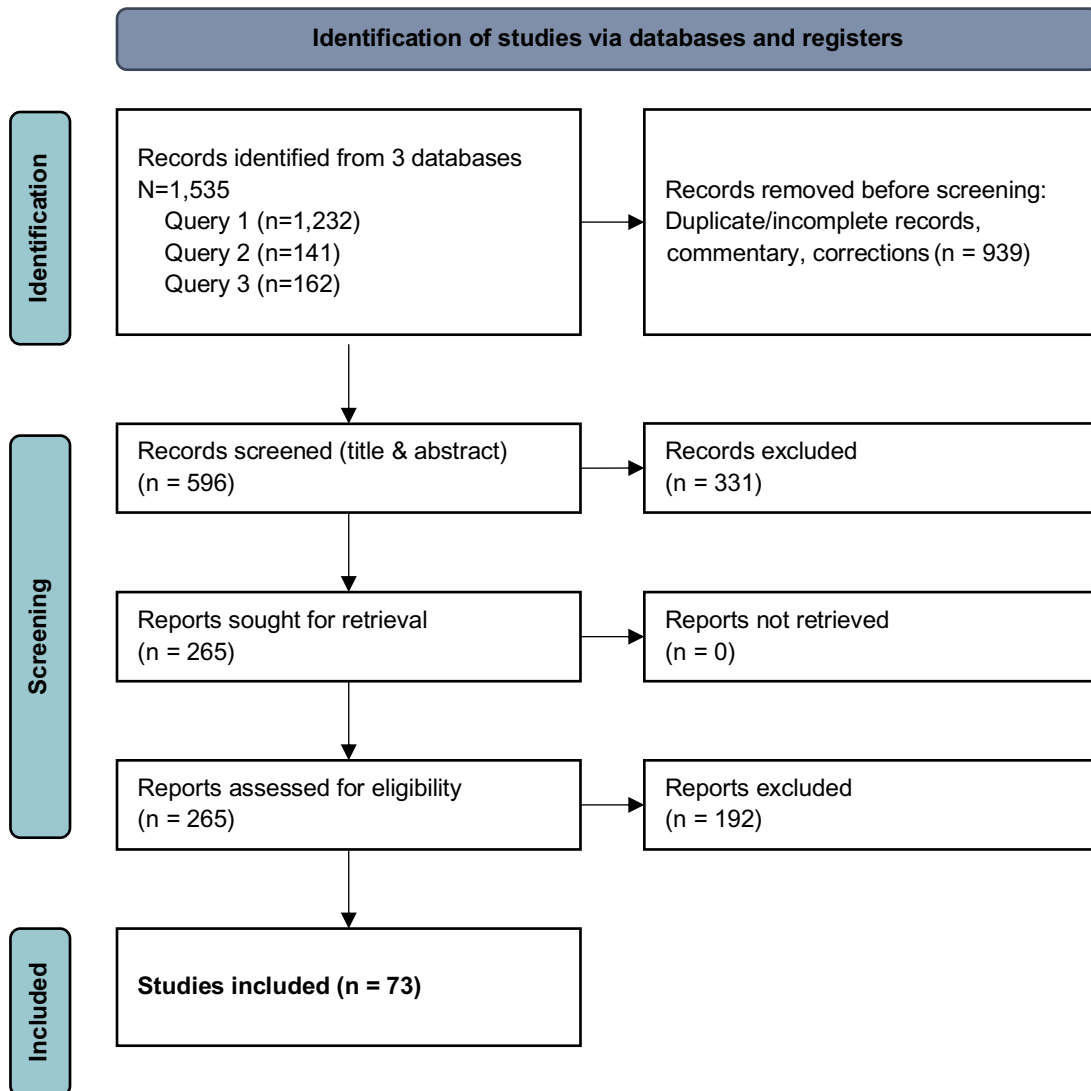 Identification of studies via databases and registers
Identification
Records identified from 3 databases
N=1,535
Query 1 (n=1,232)
Query 2 (n=141)
Query 3 (n=162)
Records removed before screening:
Duplicate/incomplete records,
commentary, corrections (n = 939)
Screening
Records screened (title & abstract)
(n = 596)
Records excluded
(n = 331)
Reports sought for retrieval
(n = 265)
Reports not retrieved
(n = 0)
Reports assessed for eligibility
(n = 265)
Reports excluded
(n = 192)
Included
Studies included (n = 73)